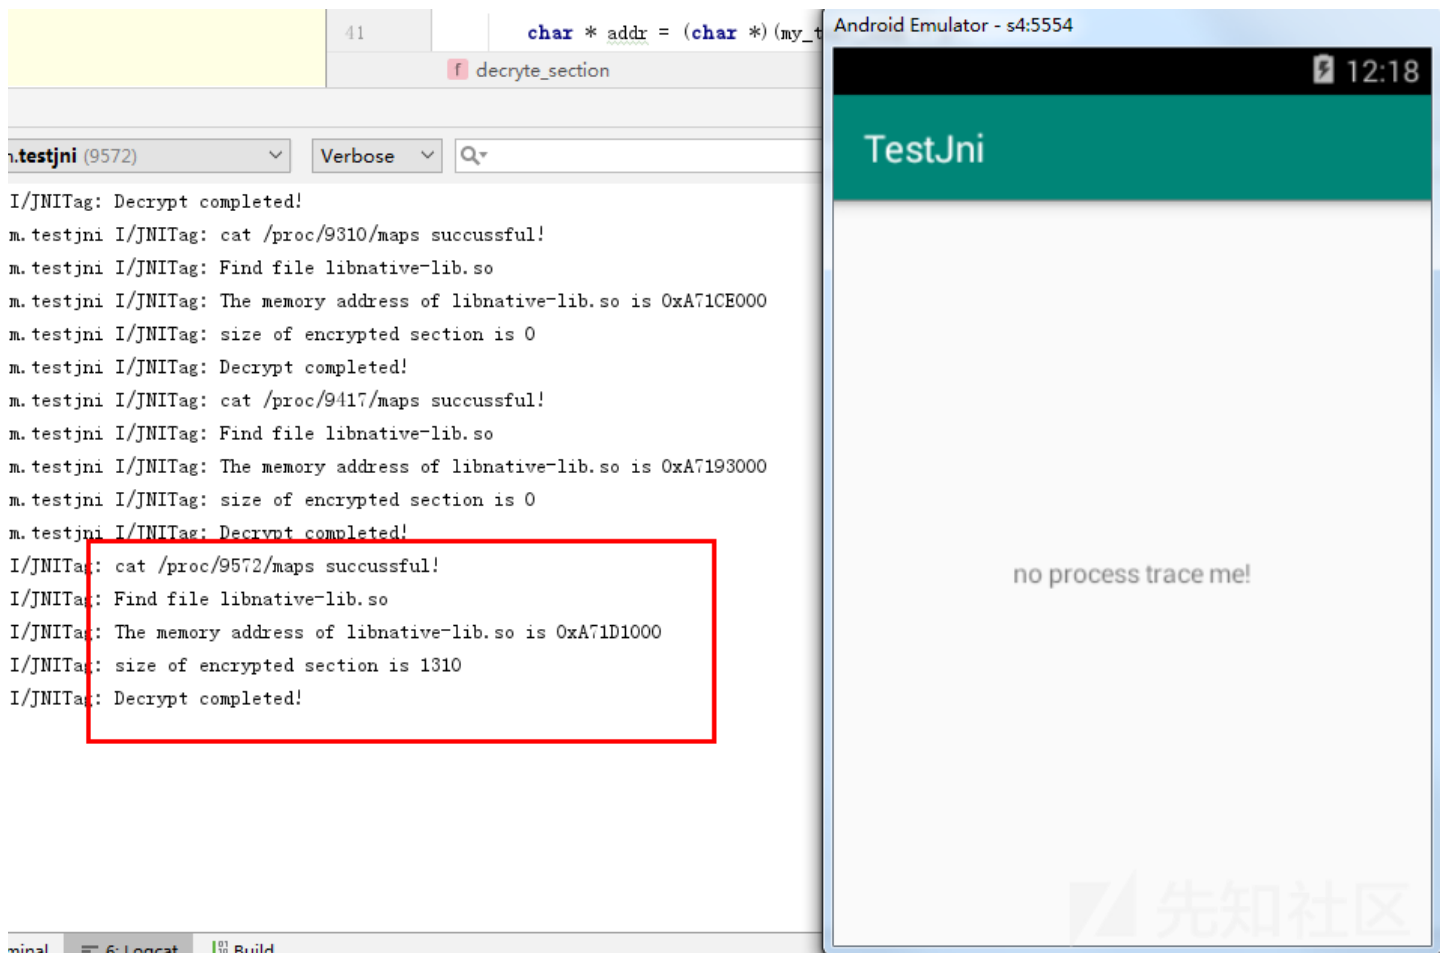 41 char * addr = (char *)(my_t
f decryte_section
.testjni (9572) Verbose
I/JNITag: Decrypt completed!
m.testjni I/JNITag: cat /proc/9310/maps succussful!
m.testjni I/JNITag: Find file libnative-lib.so
m.testjni I/JNITag: The memory address of libnative-lib.so is 0xA71CE000
m.testjni I/JNITag: size of encrypted section is 0
m.testjni I/JNITag: Decrypt completed!
m.testjni I/JNITag: cat /proc/9417/maps succussful!
m.testjni I/JNITag: Find file libnative-lib.so
m.testjni I/JNITag: The memory address of libnative-lib.so is 0xA7193000
m.testjni I/JNITag: size of encrypted section is 0
m.testjni I/JNITag: Decrypt completed!
I/JNITag: cat /proc/9572/maps succussful!
I/JNITag: Find file libnative-lib.so
I/JNITag: The memory address of libnative-lib.so is 0xA71D1000
I/JNITag: size of encrypted section is 1310
I/JNITag: Decrypt completed!
minal 6: Logcat Build
Android Emulator - s4:5554
12:18
TestJni
no process trace me!
先知社区